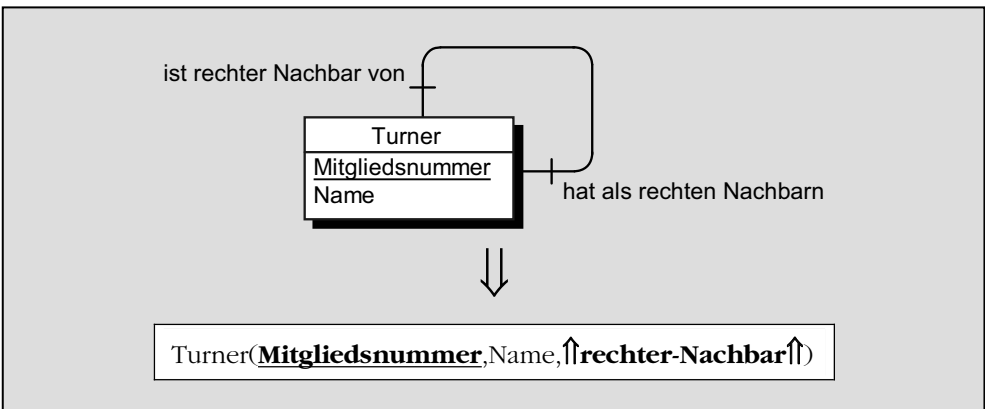 ist rechter Nachbar von
Turner
Mitgliedsnummer
Name
hat als rechten Nachbarn
⇓
Turner(Mitgliedsnummer,Name,⇑rechter-Nachbar⇑)